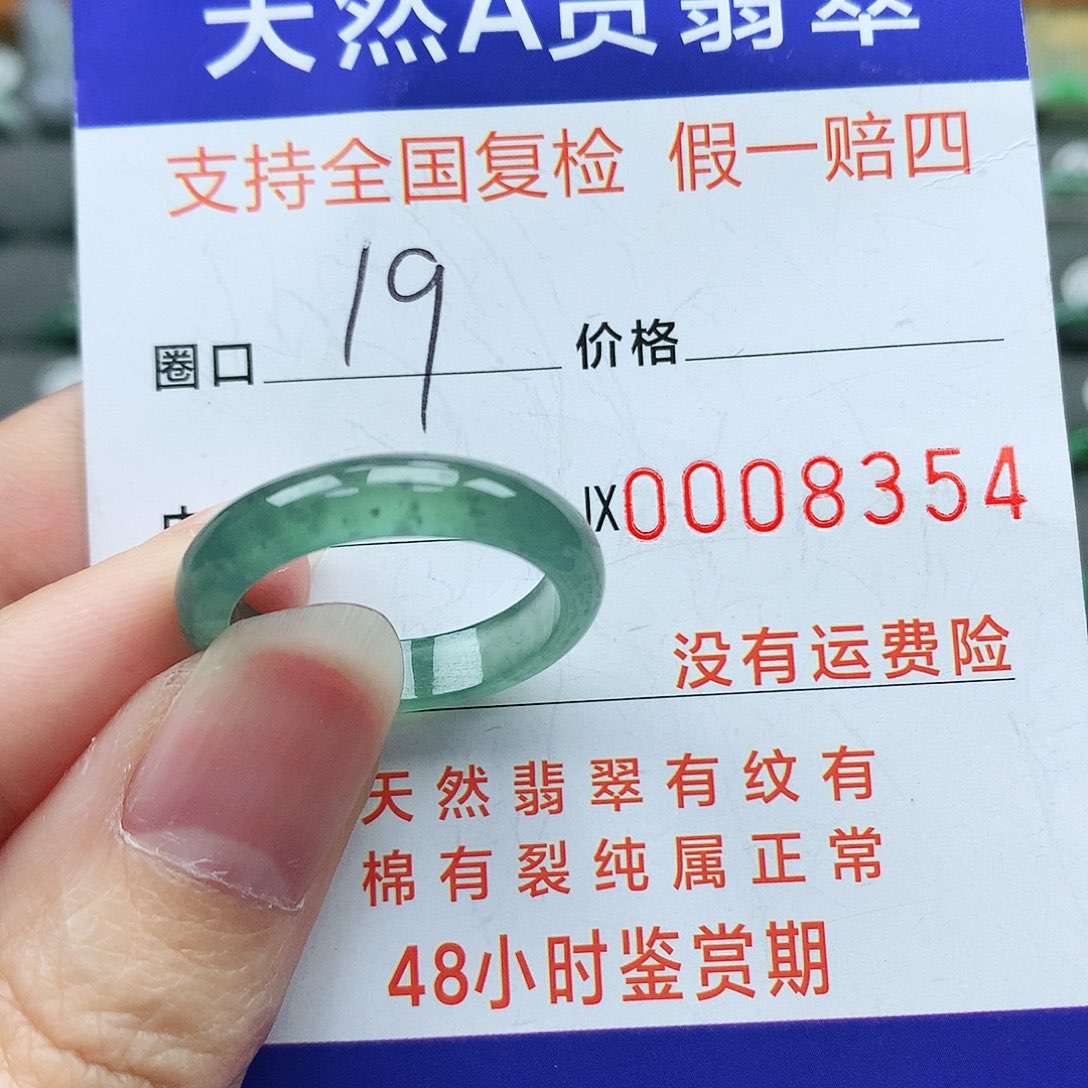 天然A货翡翠
支持全国复检 假一赔四
圈口 19 价格
IX0008354
没有运费险
天然翡翠有纹有
棉有裂纯属正常
48小时鉴赏期